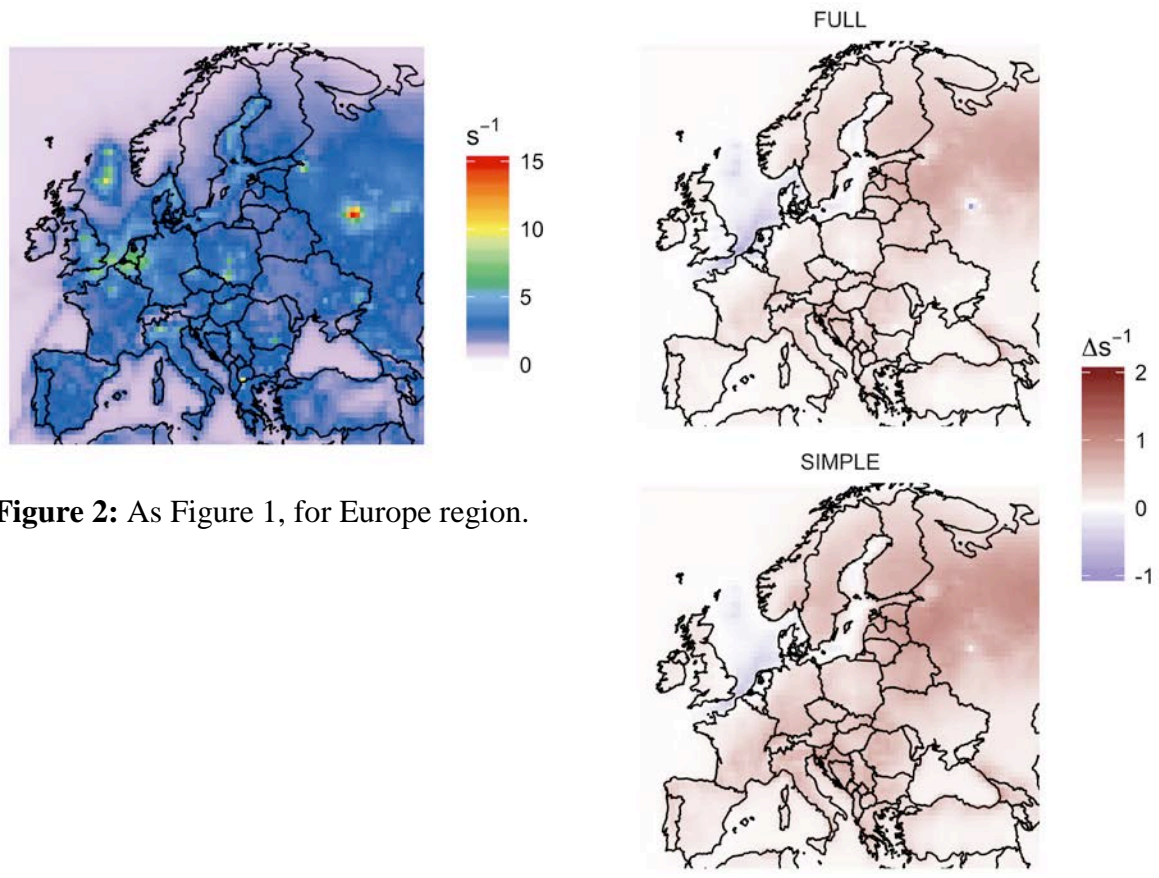 FULL
s⁻¹
15
10
5
0
Δs⁻¹
2
1
0
-1
SIMPLE
Figure 2: As Figure 1, for Europe region.